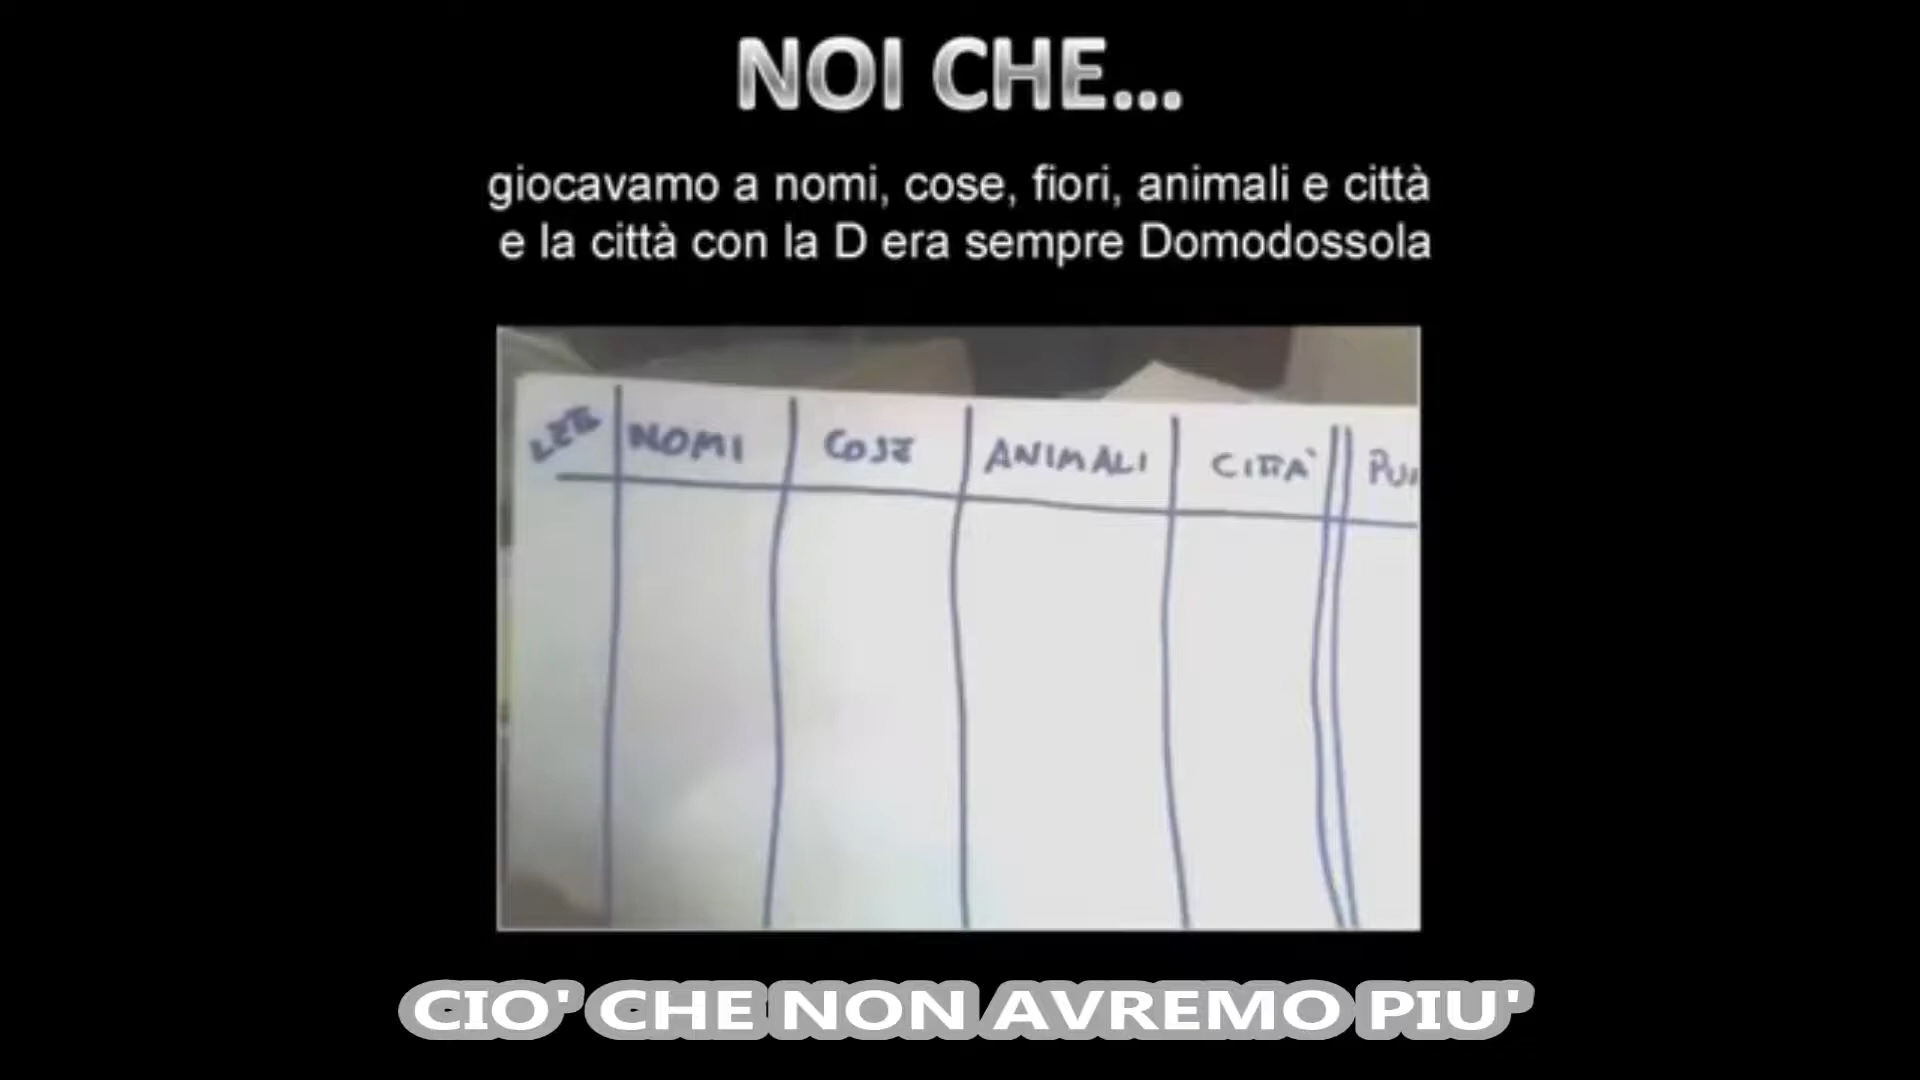 NOI CHE...
giocavamo a nomi, cose, fiori, animali e città
e la città con la D era sempre Domodossola
LET NOMI COSE ANIMALI CITTÀ
CIO' CHE NON AVREMO PIU'